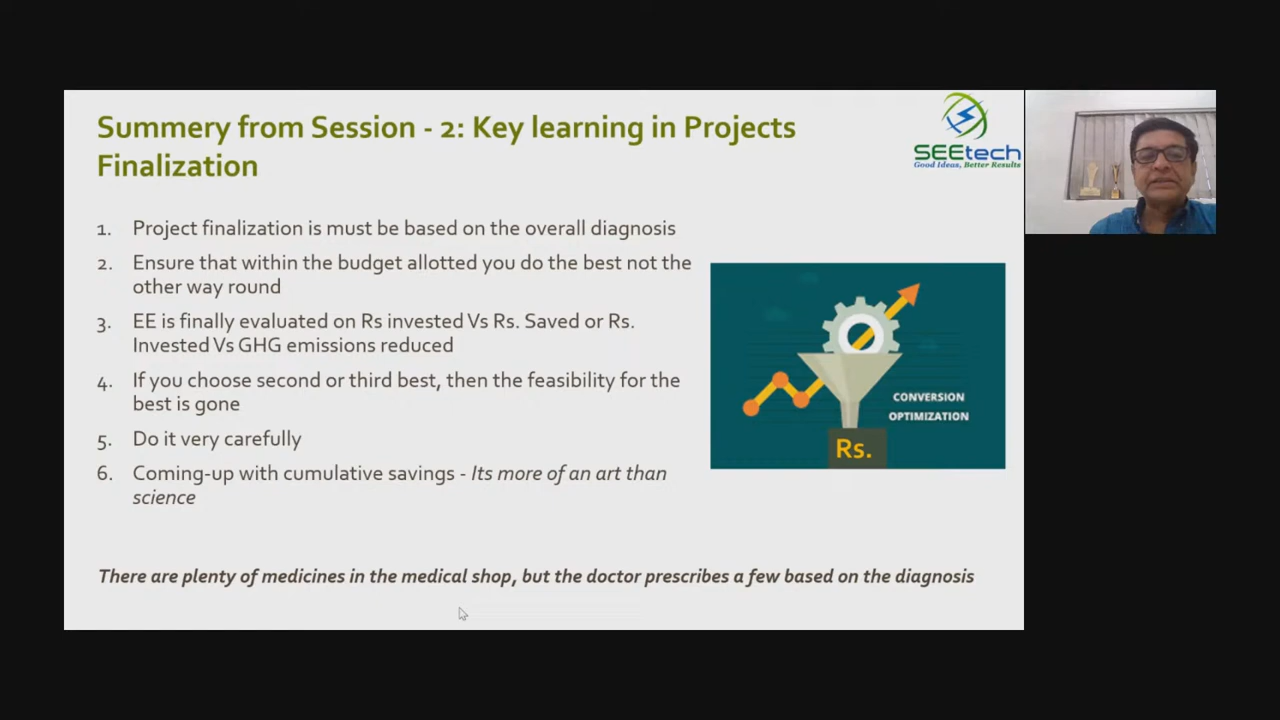 Summery from Session - 2: Key learning in Projects
Finalization
SEEtech
Good Ideas, Better Results
1. Project finalization is must be based on the overall diagnosis
2. Ensure that within the budget allotted you do the best not the
other way round
3. EE is finally evaluated on Rs invested Vs Rs. Saved or Rs.
Invested Vs GHG emissions reduced
4. If you choose second or third best, then the feasibility for the
best is gone
5. Do it very carefully
6. Coming-up with cumulative savings - Its more of an art than
science
CONVERSION
OPTIMIZATION
Rs.
There are plenty of medicines in the medical shop, but the doctor prescribes a few based on the diagnosis